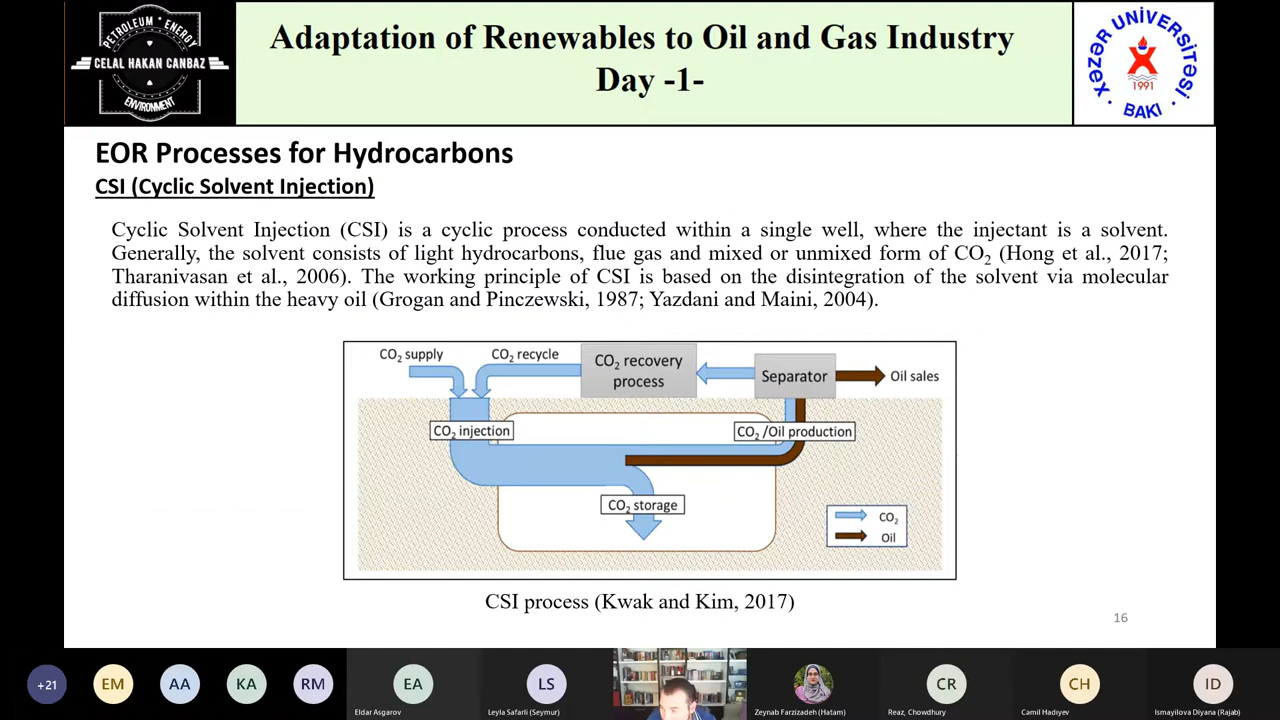 PETROLEUM ★ ENERGY
CELAL HAKAN CANBAZ
ENVIRONMENT
Adaptation of Renewables to Oil and Gas Industry
Day -1-
XƏZƏR UNİVERSİTƏSİ
1991
• BAKI •
EOR Processes for Hydrocarbons
CSI (Cyclic Solvent Injection)
Cyclic Solvent Injection (CSI) is a cyclic process conducted within a single well, where the injectant is a solvent.
Generally, the solvent consists of light hydrocarbons, flue gas and mixed or unmixed form of CO₂ (Hong et al., 2017;
Tharanivasan et al., 2006). The working principle of CSI is based on the disintegration of the solvent via molecular
diffusion within the heavy oil (Grogan and Pinczewski, 1987; Yazdani and Maini, 2004).
CO₂ supply
CO₂ recycle
CO₂ recovery
process
Separator
Oil sales
CO₂ injection
CO₂ /Oil production
CO₂ storage
CO₂
Oil
CSI process (Kwak and Kim, 2017)
16
+21
EM
AA
KA
RM
EA
LS
CR
CH
ID
Eldar Asgarov
Leyla Safarli (Seymur)
Zeynab Farzizadeh (Hatam)
Reaz, Chowdhury
Cəmil Hadıyev
Ismayilova Diyana (Rajab)